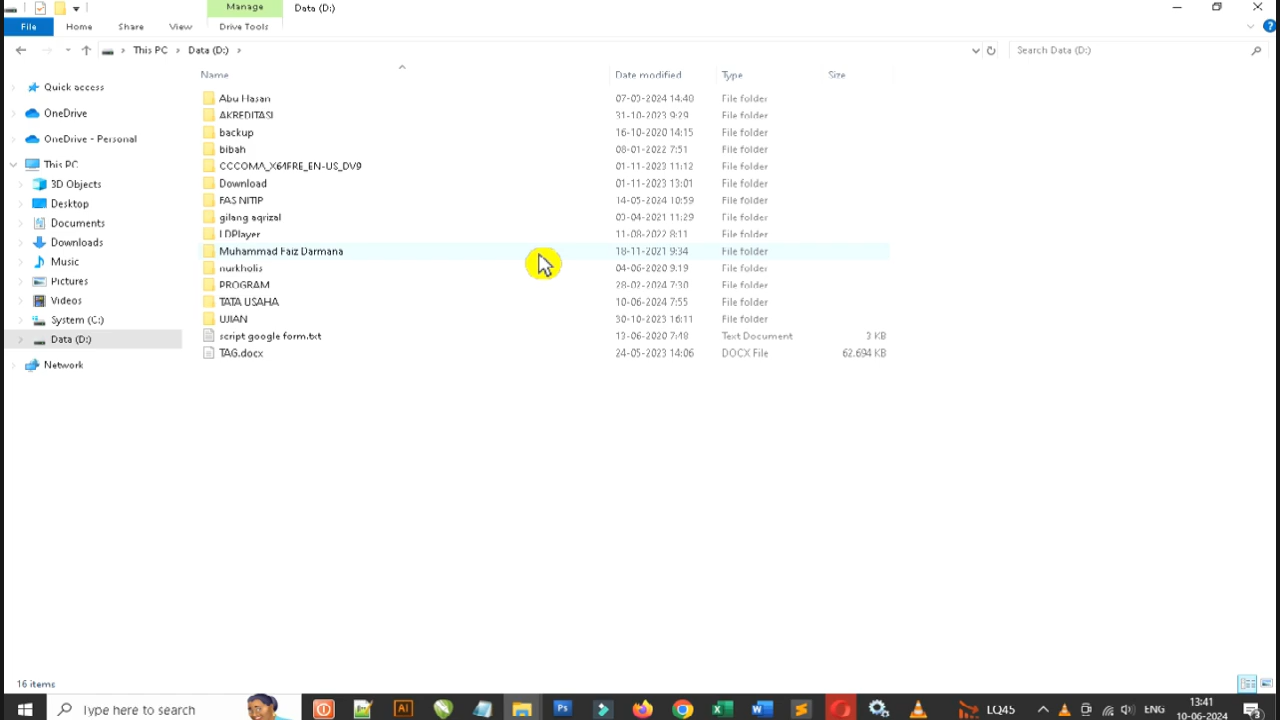 Manage
Data (D:)
File
Home
Share
View
Drive Tools
This PC
Data (D:)
Search Data (D:)
Name
Date modified
Type
Size
Quick access
OneDrive
OneDrive - Personal
This PC
3D Objects
Desktop
Documents
Downloads
Music
Pictures
Videos
System (C:)
Data (D:)
Network
Abu Hasan 07-03-2024 14:40 File folder
AKREDITASI 31-10-2023 9:29 File folder
backup 16-10-2020 14:15 File folder
bibah 08-01-2022 7:51 File folder
CCCOMA_X64FRE_EN-US_DV9 01-11-2023 11:12 File folder
Download 01-11-2023 13:01 File folder
FAS NITIP 14-05-2024 10:59 File folder
gilang aqrizal 03-04-2021 11:29 File folder
LDPlayer 11-08-2022 8:11 File folder
Muhammad Faiz Darmana 18-11-2021 9:34 File folder
nurkholis 04-06-2020 9:19 File folder
PROGRAM 28-02-2024 7:30 File folder
TATA USAHA 10-06-2024 7:55 File folder
UJIAN 30-10-2023 16:11 File folder
script google form.txt 13-06-2020 7:48 Text Document 3 KB
TAG.docx 24-05-2023 14:06 DOCX File 62.694 KB
16 items
Type here to search
Ai
Ps
LQ45
ENG
13:41
10-06-2024
3